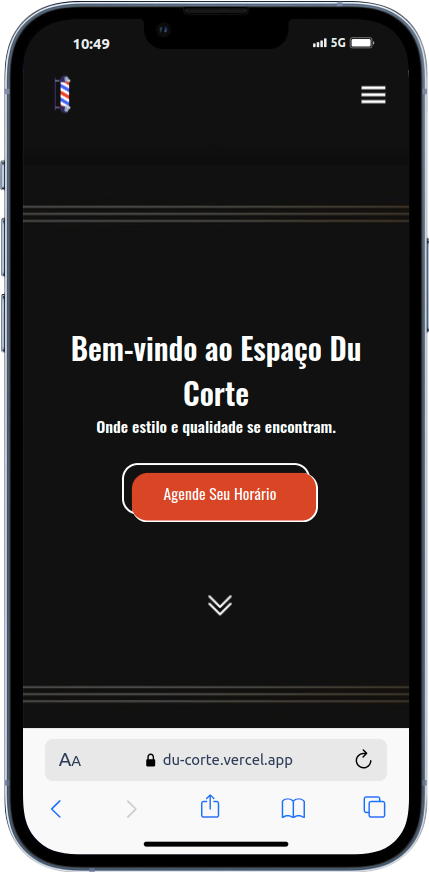 10:49
5G
Bem-vindo ao Espaço Du
Corte
Onde estilo e qualidade se encontram.
Agende Seu Horário
AA
du-corte.vercel.app